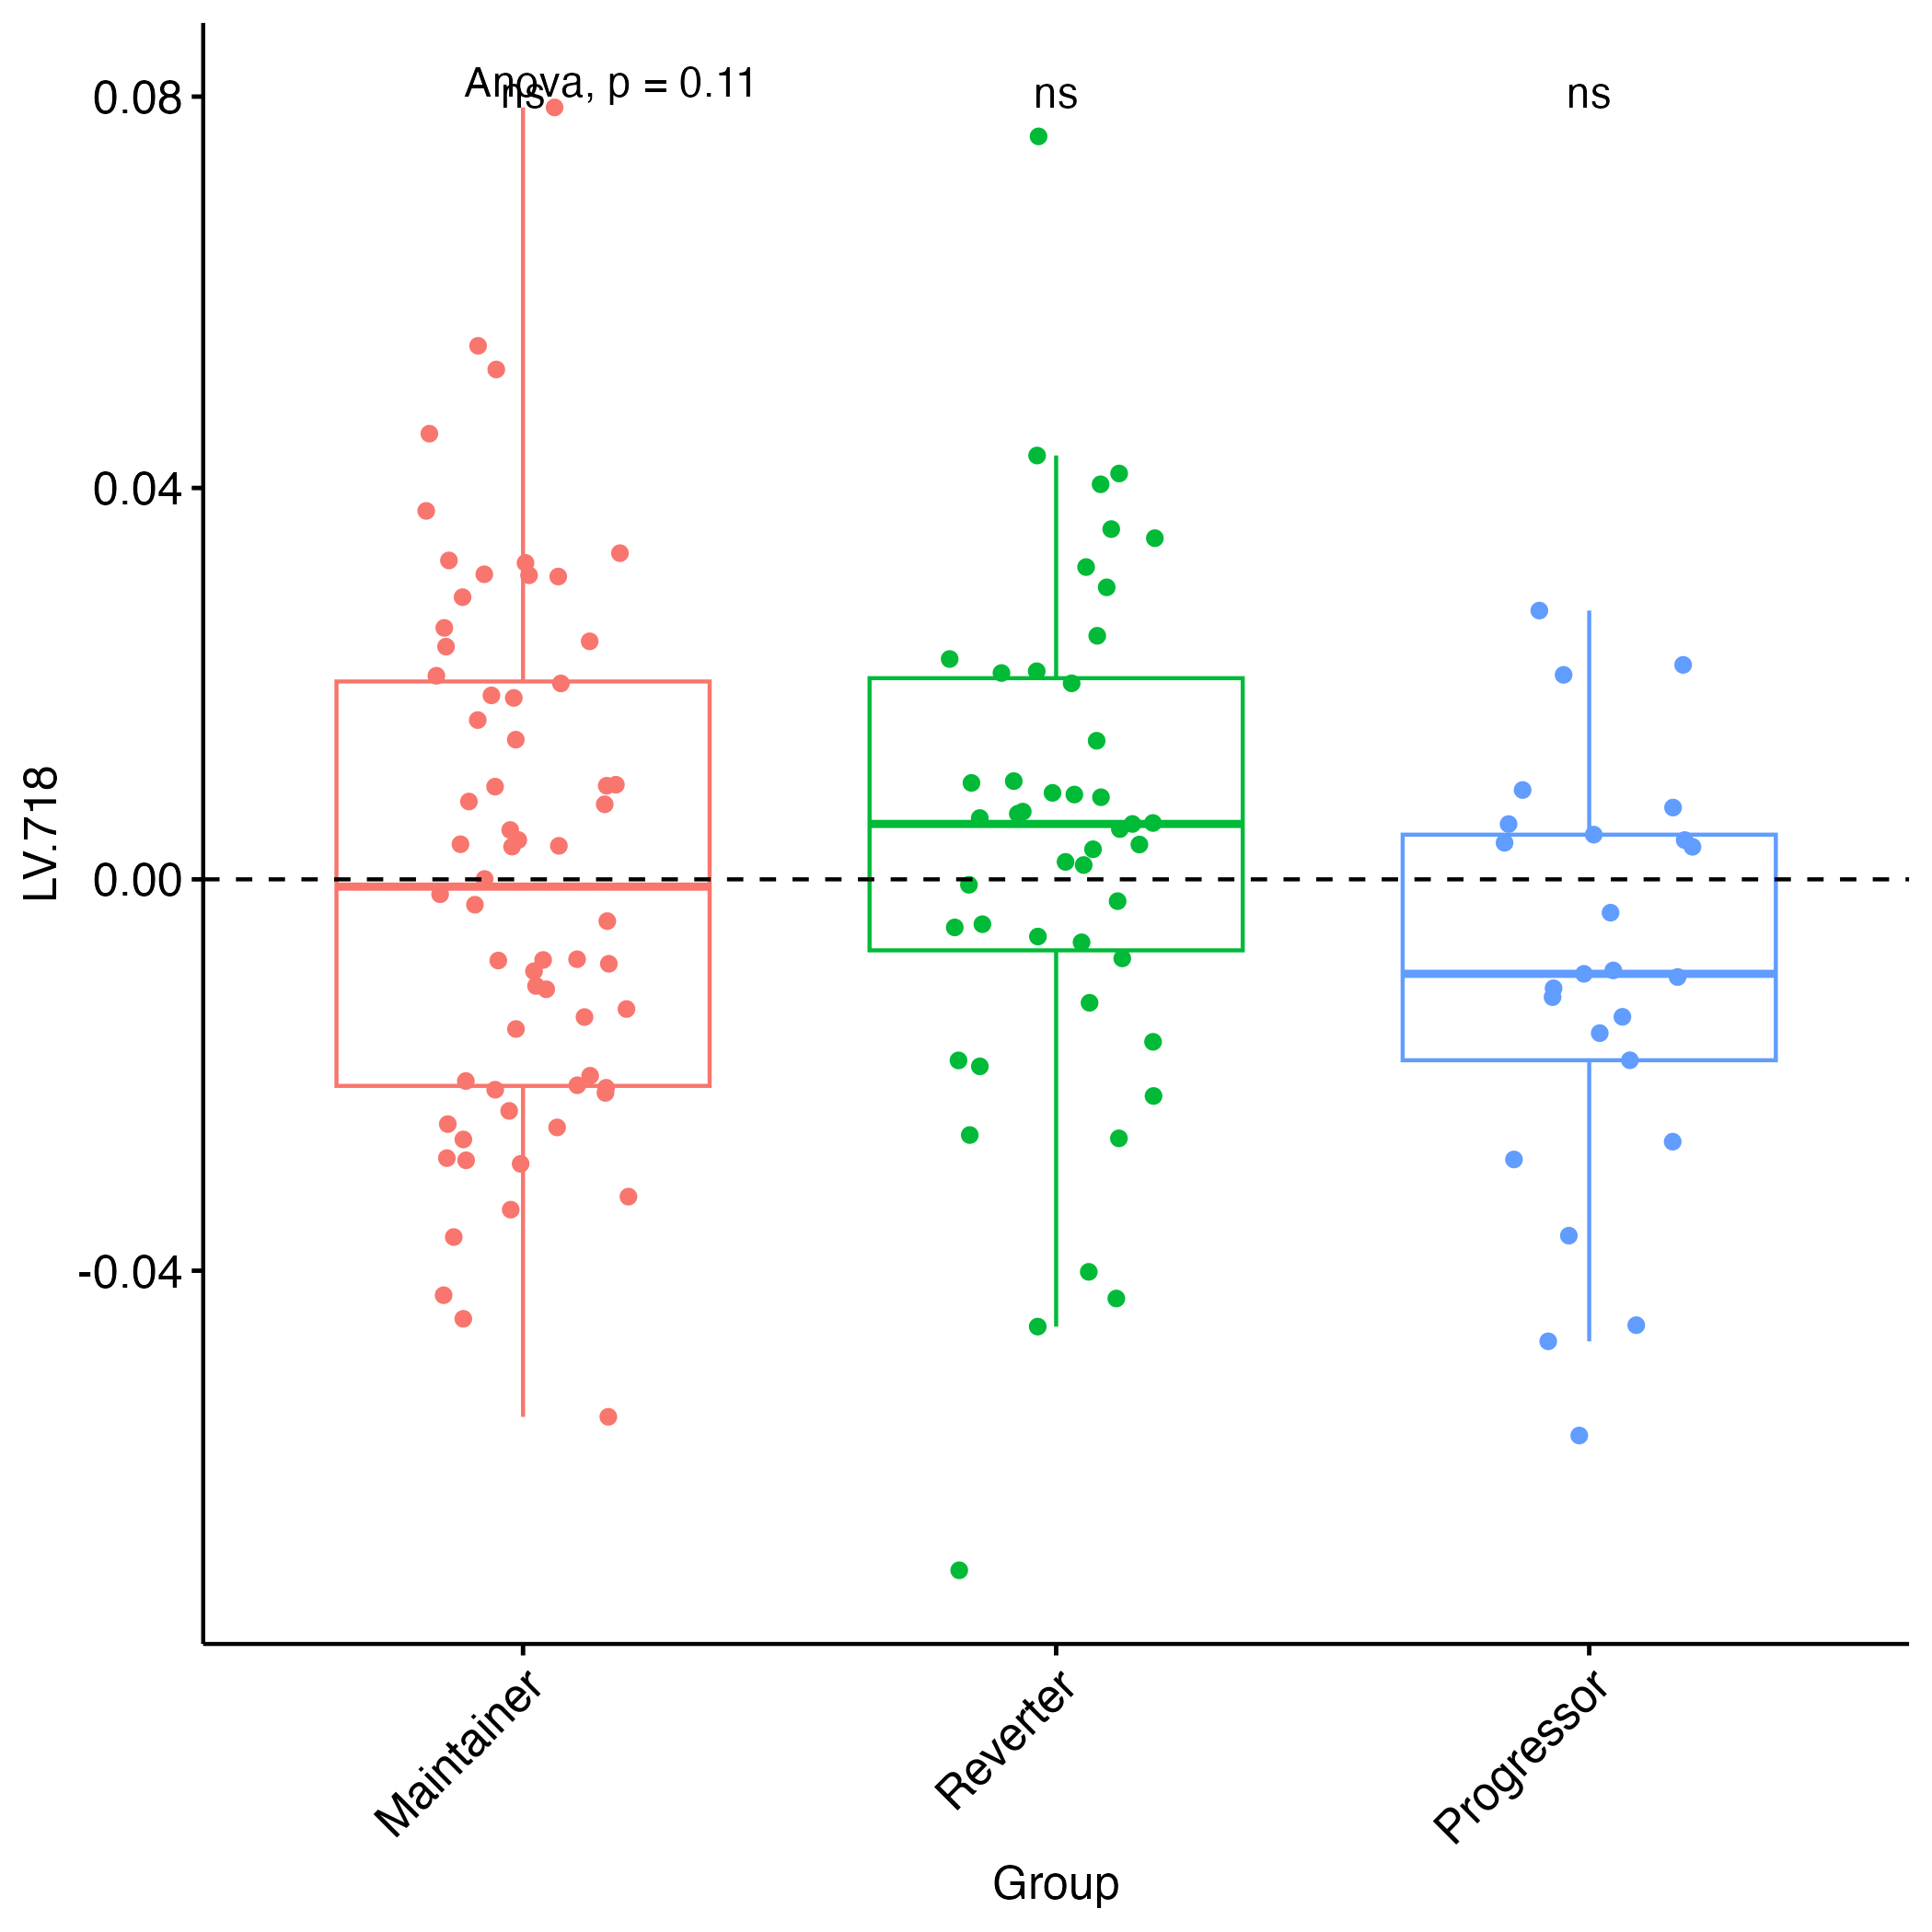 Anova, p = 0.11
ns
ns
ns
0.08
0.04
0.00
-0.04
LV.718
Maintainer
Reverter
Progressor
Group